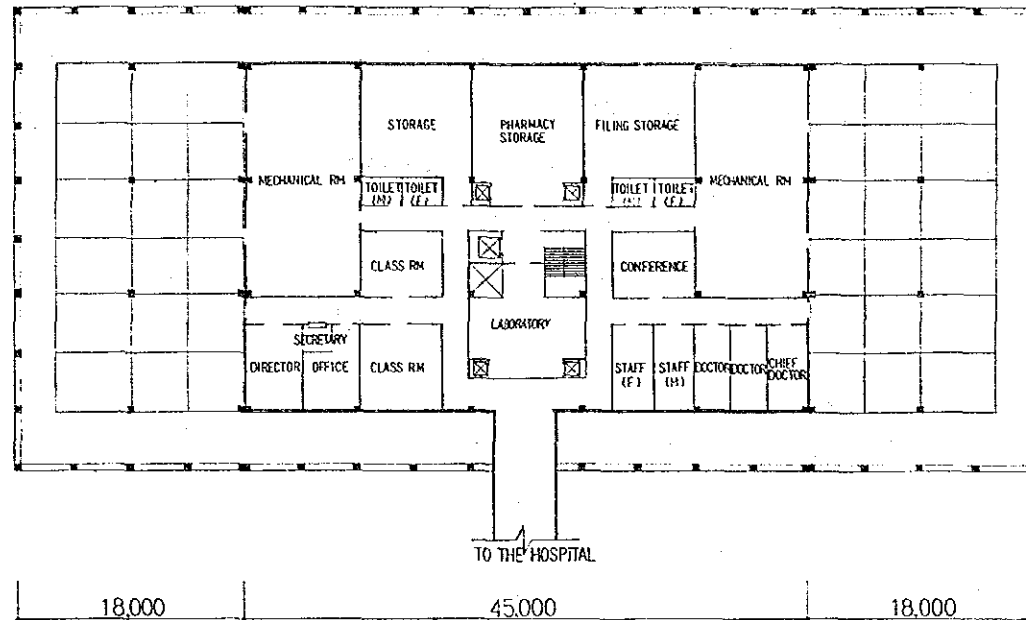 STORAGE
PHARMACY
STORAGE
FILING STORAGE
MECHANICAL RM
TOILET
(M)
TOILET
(F)
TOILET
TOILET
(F)
MECHANICAL RM
CLASS RM
CONFERENCE
LABORATORY
SECRETARY
DIRECTOR
OFFICE
CLASS RM
STAFF
(F)
STAFF
(M)
DOCTOR
DOCTOR
CHIEF
DOCTOR
TO THE HOSPITAL
18,000
45,000
18,000